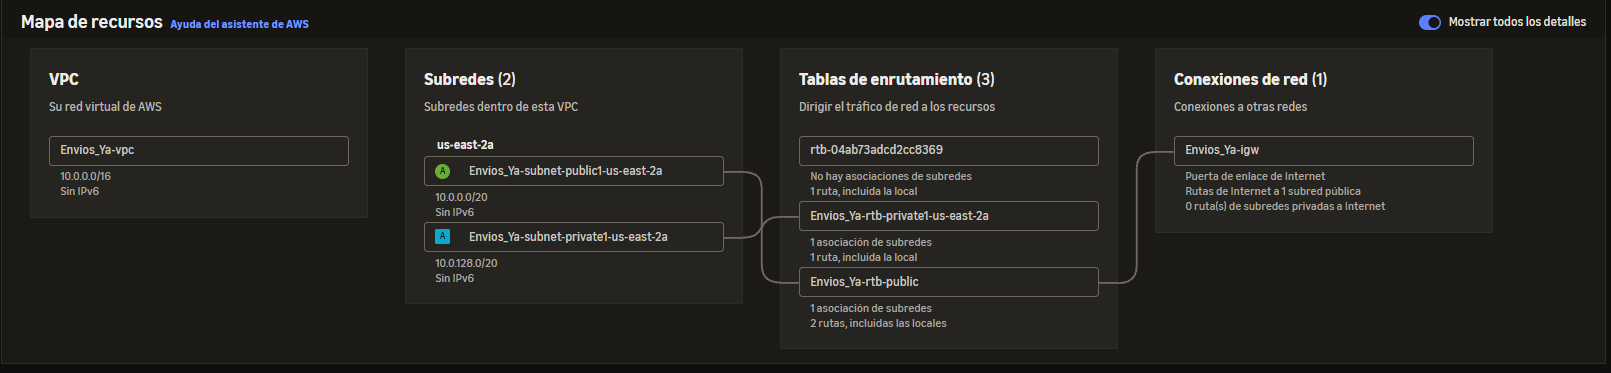 Mapa de recursos Ayuda del asistente de AWS
Mostrar todos los detalles
VPC
Su red virtual de AWS
Envios_Ya-vpc
10.0.0.0/16
Sin IPv6
Subredes (2)
Subredes dentro de esta VPC
us-east-2a
A Envios_Ya-subnet-public1-us-east-2a
10.0.0.0/20
Sin IPv6
A Envios_Ya-subnet-private1-us-east-2a
10.0.128.0/20
Sin IPv6
Tablas de enrutamiento (3)
Dirigir el tráfico de red a los recursos
rtb-04ab73adcd2cc8369
No hay asociaciones de subredes
1 ruta, incluida la local
Envios_Ya-rtb-private1-us-east-2a
1 asociación de subredes
1 ruta, incluida la local
Envios_Ya-rtb-public
1 asociación de subredes
2 rutas, incluidas las locales
Conexiones de red (1)
Conexiones a otras redes
Envios_Ya-igw
Puerta de enlace de Internet
Rutas de Internet a 1 subred pública
0 ruta(s) de subredes privadas a Internet